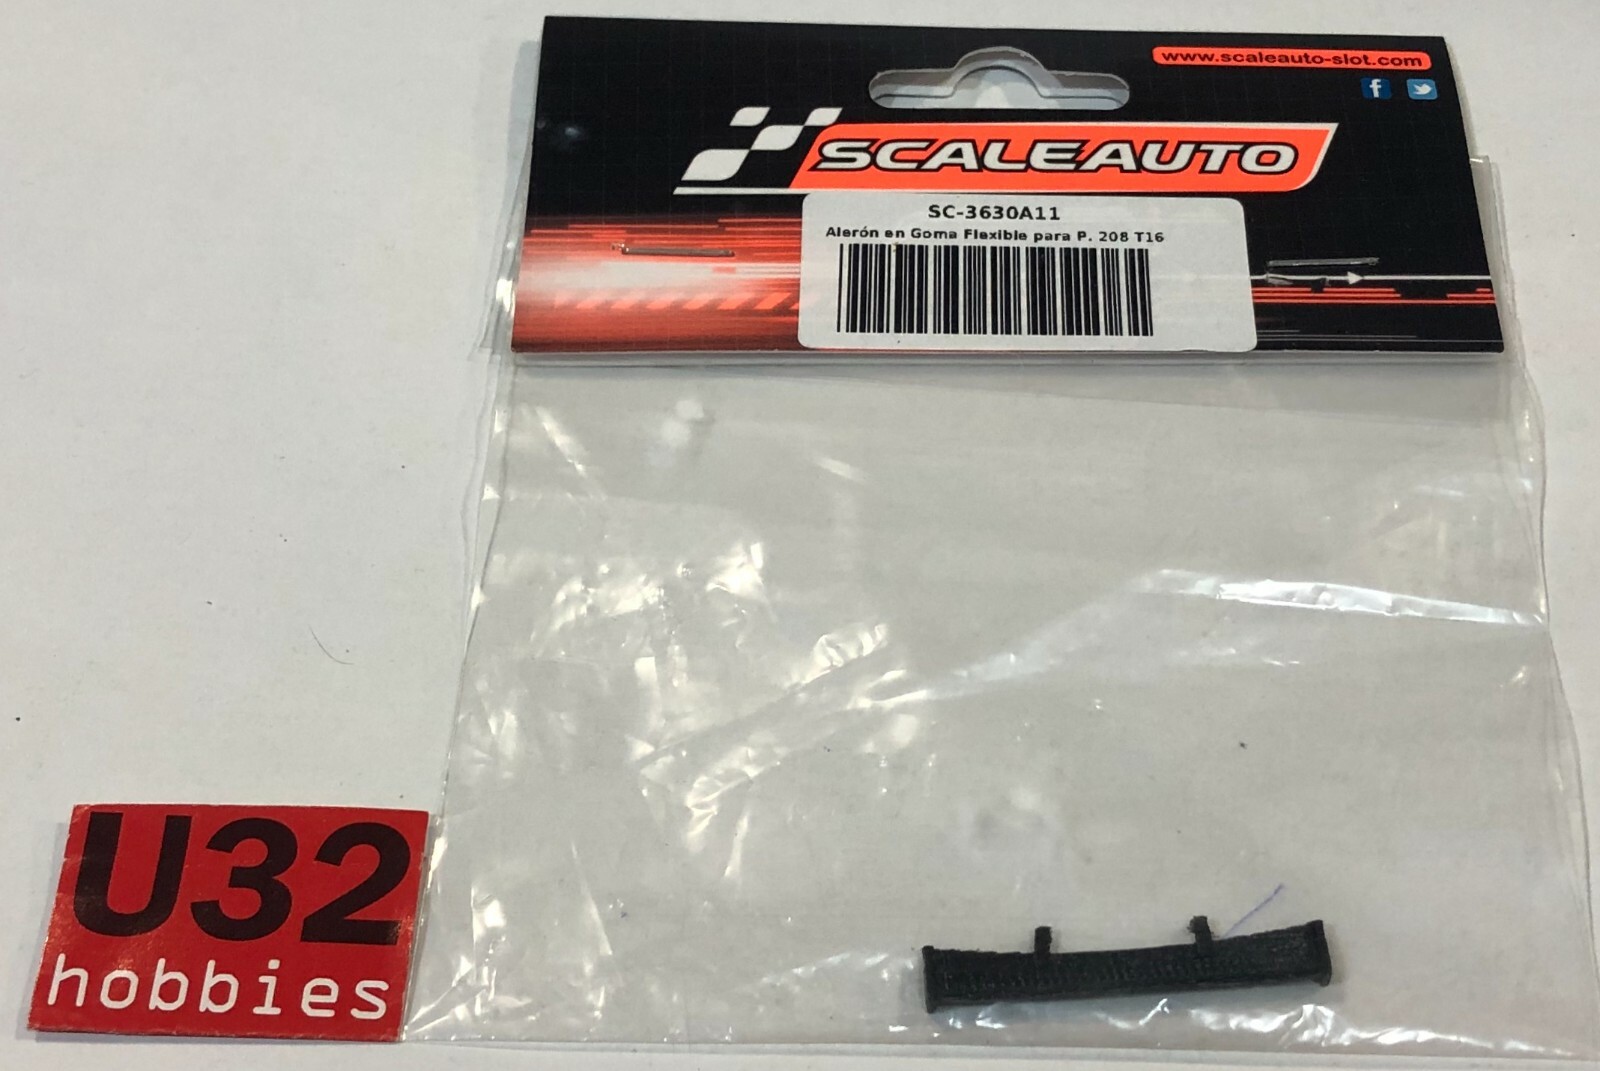 www.scaleauto-slot.com
SCALEAUTO
SC-3630A11
Alerón en Goma Flexible para P. 208 T16
U32
hobbies